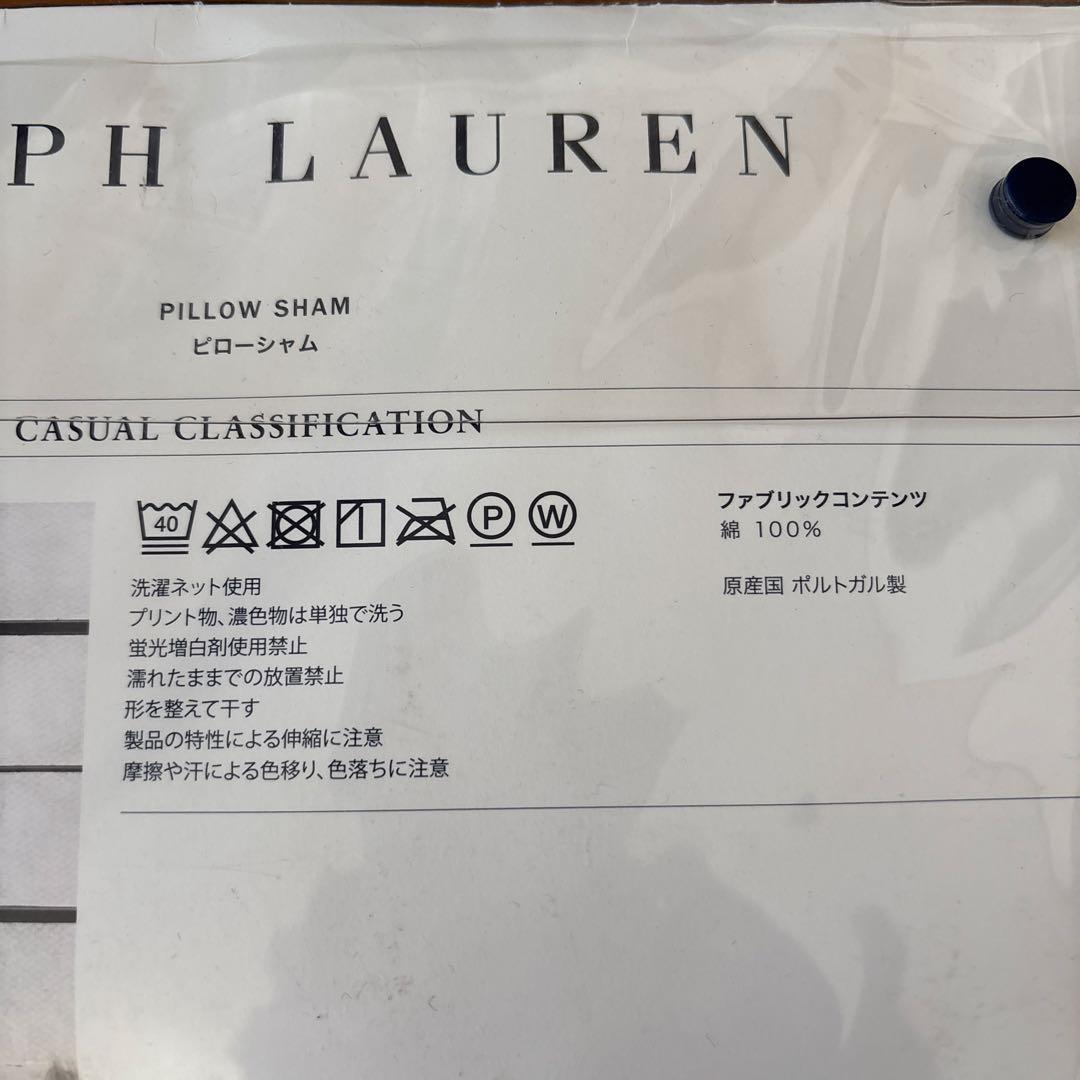 PH LAUREN
PILLOW SHAM
ピローシャム
CASUAL CLASSIFICATION
40 P W
洗濯ネット使用
プリント物、濃色物は単独で洗う
蛍光増白剤使用禁止
濡れたままでの放置禁止
形を整えて干す
製品の特性による伸縮に注意
摩擦や汗による色移り、色落ちに注意
ファブリックコンテンツ
綿 100%
原産国 ポルトガル製